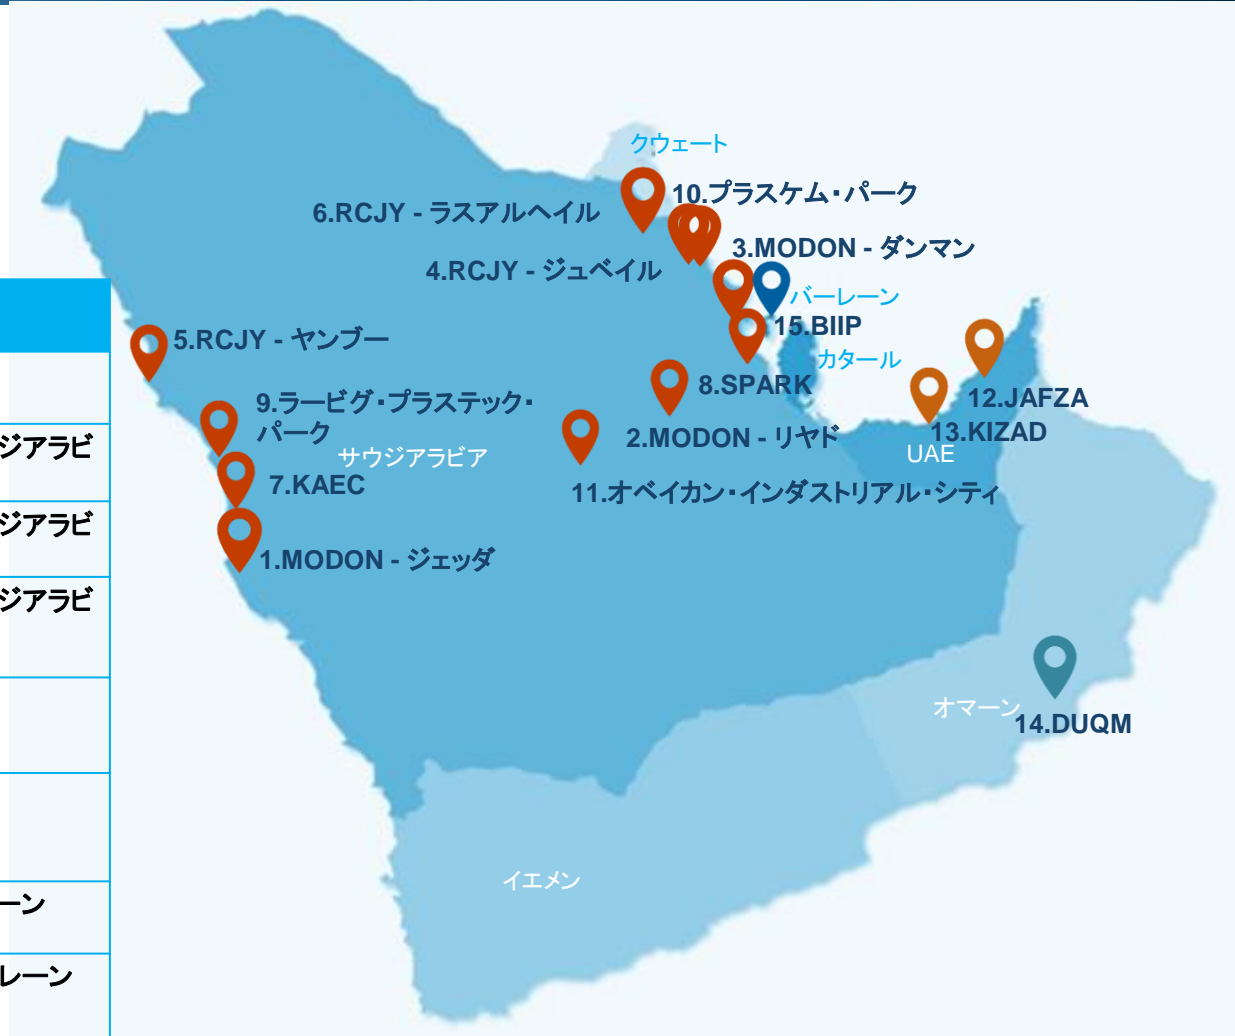 クウェート
10.プラスケム・パーク
6.RCJY - ラスアルヘイル
3.MODON - ダンマン
4.RCJY - ジュベイル
バーレーン
15.BIIP
5.RCJY - ヤンブー
カタール
8.SPARK
12.JAFZA
9.ラービグ・プラステック・
パーク
13.KIZAD
2.MODON - リヤド
サウジアラビア
UAE
7.KAEC
11.オベイカン・インダストリアル・シティ
1.MODON - ジェッダ
オマーン
14.DUQM
イエメン
ジアラビ
ジアラビ
ジアラビ
ーン
レーン